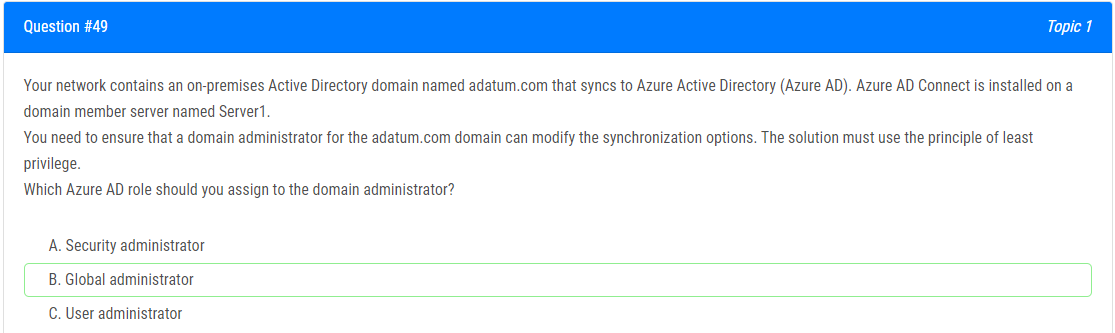 Question #49
Topic 1
Your network contains an on-premises Active Directory domain named adatum.com that syncs to Azure Active Directory (Azure AD). Azure AD Connect is installed on a
domain member server named Server1.
You need to ensure that a domain administrator for the adatum.com domain can modify the synchronization options. The solution must use the principle of least
privilege.
Which Azure AD role should you assign to the domain administrator?
A. Security administrator
B. Global administrator
C. User administrator